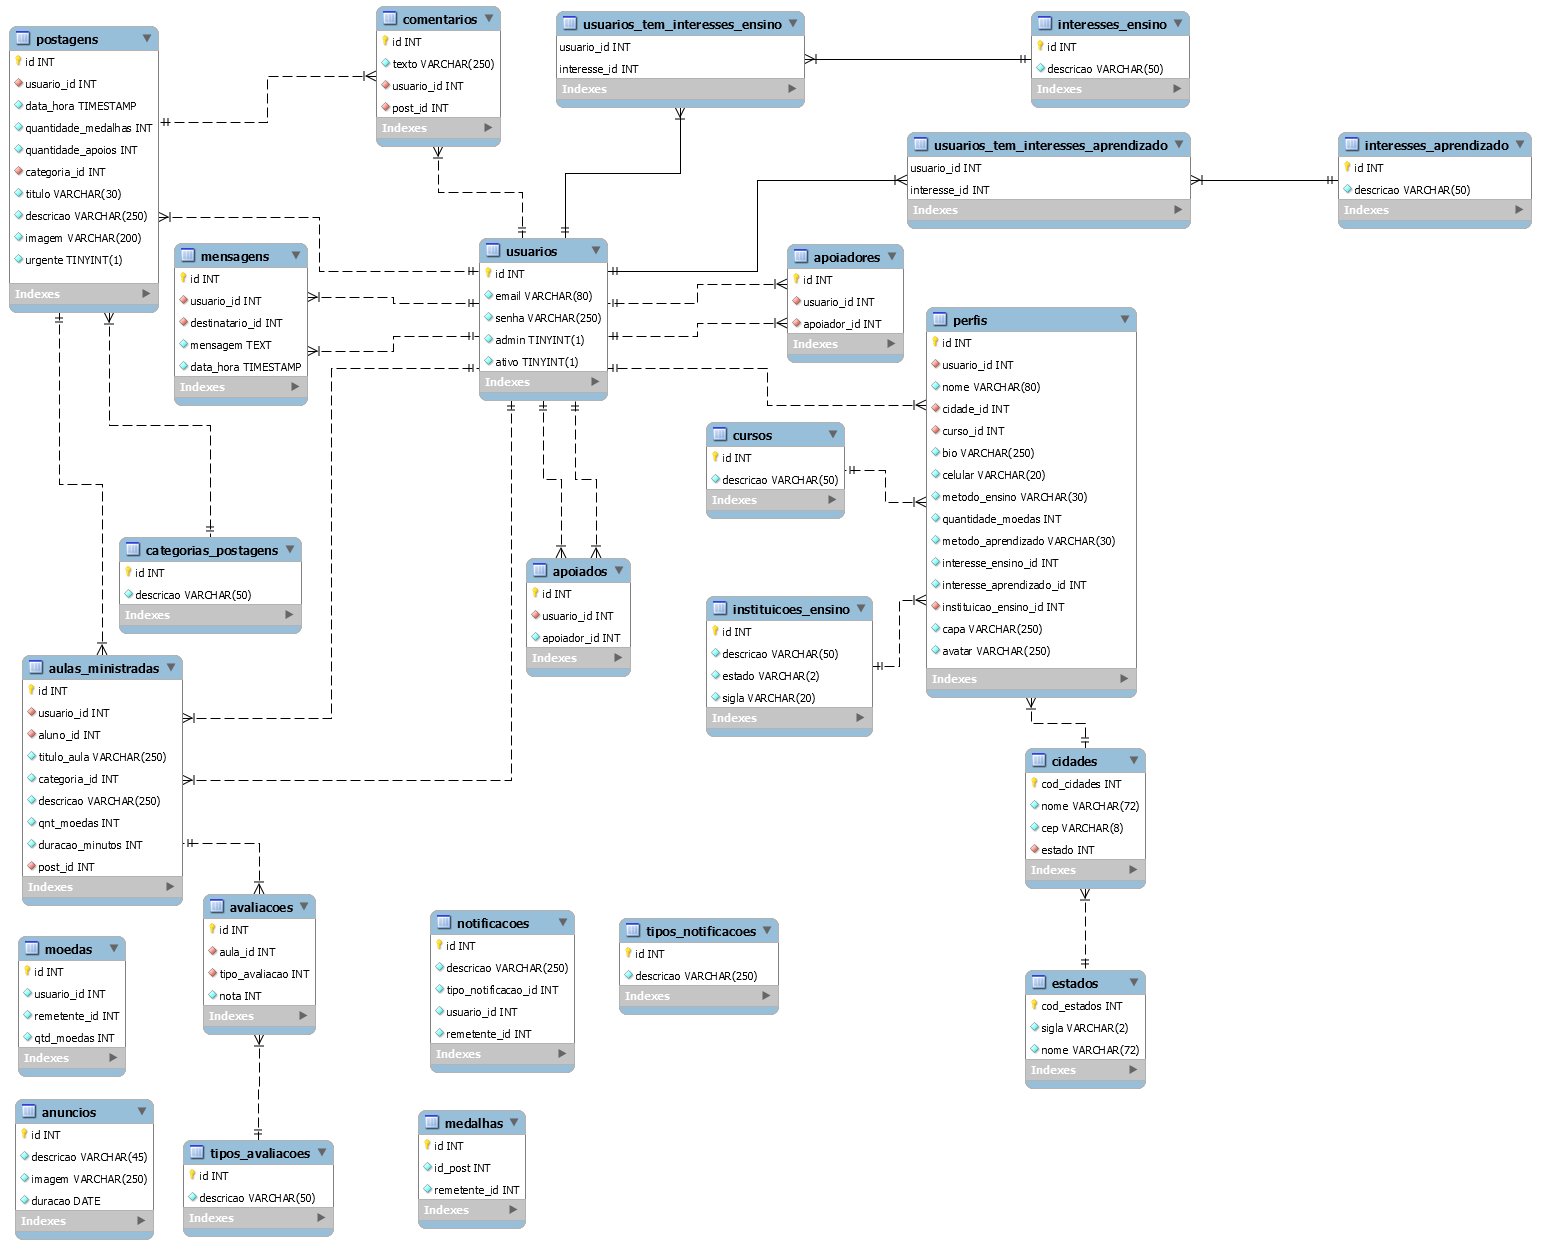 postagens
id INT
usuario_id INT
data_hora TIMESTAMP
quantidade_medalhas INT
quantidade_apoios INT
categoria_id INT
titulo VARCHAR(30)
descricao VARCHAR(250)
imagem VARCHAR(200)
urgente TINYINT(1)
Indexes
comentarios
id INT
texto VARCHAR(250)
usuario_id INT
post_id INT
Indexes
usuarios_tem_interesses_ensino
usuario_id INT
interesse_id INT
Indexes
interesses_ensino
id INT
descricao VARCHAR(50)
Indexes
usuarios_tem_interesses_aprendizado
usuario_id INT
interesse_id INT
Indexes
interesses_aprendizado
id INT
descricao VARCHAR(50)
Indexes
mensagens
id INT
usuario_id INT
destinatario_id INT
mensagem TEXT
data_hora TIMESTAMP
Indexes
usuarios
id INT
email VARCHAR(80)
senha VARCHAR(250)
admin TINYINT(1)
ativo TINYINT(1)
Indexes
apoiadores
id INT
usuario_id INT
apoiador_id INT
Indexes
perfis
id INT
usuario_id INT
nome VARCHAR(80)
cidade_id INT
curso_id INT
bio VARCHAR(250)
celular VARCHAR(20)
metodo_ensino VARCHAR(30)
quantidade_moedas INT
metodo_aprendizado VARCHAR(30)
interesse_ensino_id INT
interesse_aprendizado_id INT
instituicao_ensino_id INT
capa VARCHAR(250)
avatar VARCHAR(250)
Indexes
cursos
id INT
descricao VARCHAR(50)
Indexes
categorias_postagens
id INT
descricao VARCHAR(50)
Indexes
apoiados
id INT
usuario_id INT
apoiador_id INT
Indexes
instituicoes_ensino
id INT
descricao VARCHAR(50)
estado VARCHAR(2)
sigla VARCHAR(20)
Indexes
aulas_ministradas
id INT
usuario_id INT
aluno_id INT
titulo_aula VARCHAR(250)
categoria_id INT
descricao VARCHAR(250)
qnt_moedas INT
duracao_minutos INT
post_id INT
Indexes
cidades
cod_cidades INT
nome VARCHAR(72)
cep VARCHAR(8)
estado INT
Indexes
avaliacoes
id INT
aula_id INT
tipo_avaliacao INT
nota INT
Indexes
notificacoes
id INT
descricao VARCHAR(250)
tipo_notificacao_id INT
usuario_id INT
remetente_id INT
Indexes
tipos_notificacoes
id INT
descricao VARCHAR(250)
Indexes
moedas
id INT
usuario_id INT
remetente_id INT
qtd_moedas INT
Indexes
estados
cod_estados INT
sigla VARCHAR(2)
nome VARCHAR(72)
Indexes
anuncios
id INT
descricao VARCHAR(45)
imagem VARCHAR(250)
duracao DATE
Indexes
tipos_avaliacoes
id INT
descricao VARCHAR(50)
Indexes
medalhas
id INT
id_post INT
remetente_id INT
Indexes